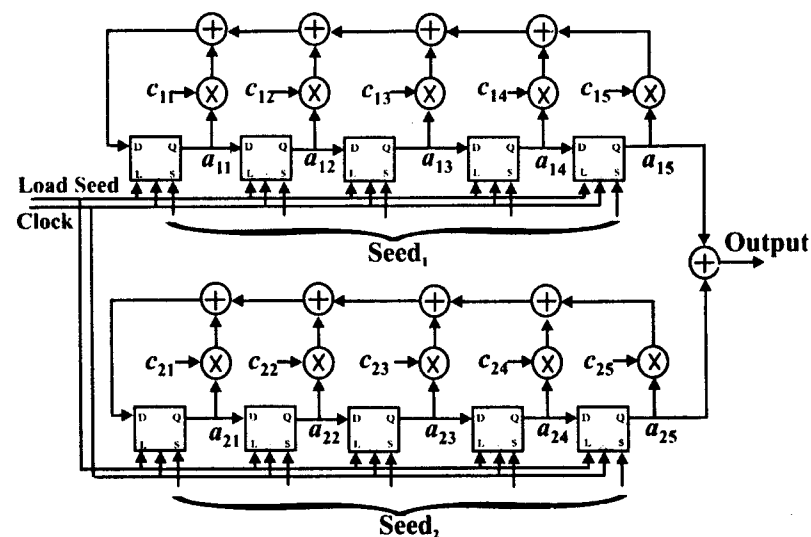 c₁₁ c₁₂ c₁₃ c₁₄ c₁₅
D Q D Q D Q D Q D Q
L S L S L S L S L S
a₁₁ a₁₂ a₁₃ a₁₄ a₁₅
Load Seed
Clock
Seed₁
Output
c₂₁ c₂₂ c₂₃ c₂₄ c₂₅
D Q D Q D Q D Q D Q
L S L S L S L S L S
a₂₁ a₂₂ a₂₃ a₂₄ a₂₅
Seed₂